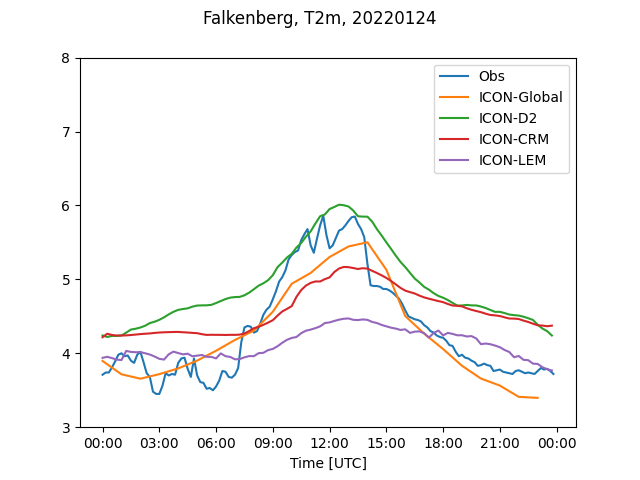 Falkenberg, T2m, 20220124
Obs
ICON-Global
ICON-D2
ICON-CRM
ICON-LEM
8
7
6
5
4
3
00:00 03:00 06:00 09:00 12:00 15:00 18:00 21:00 00:00
Time [UTC]